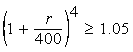 (1 + r/400)^4 ≥ 1.05